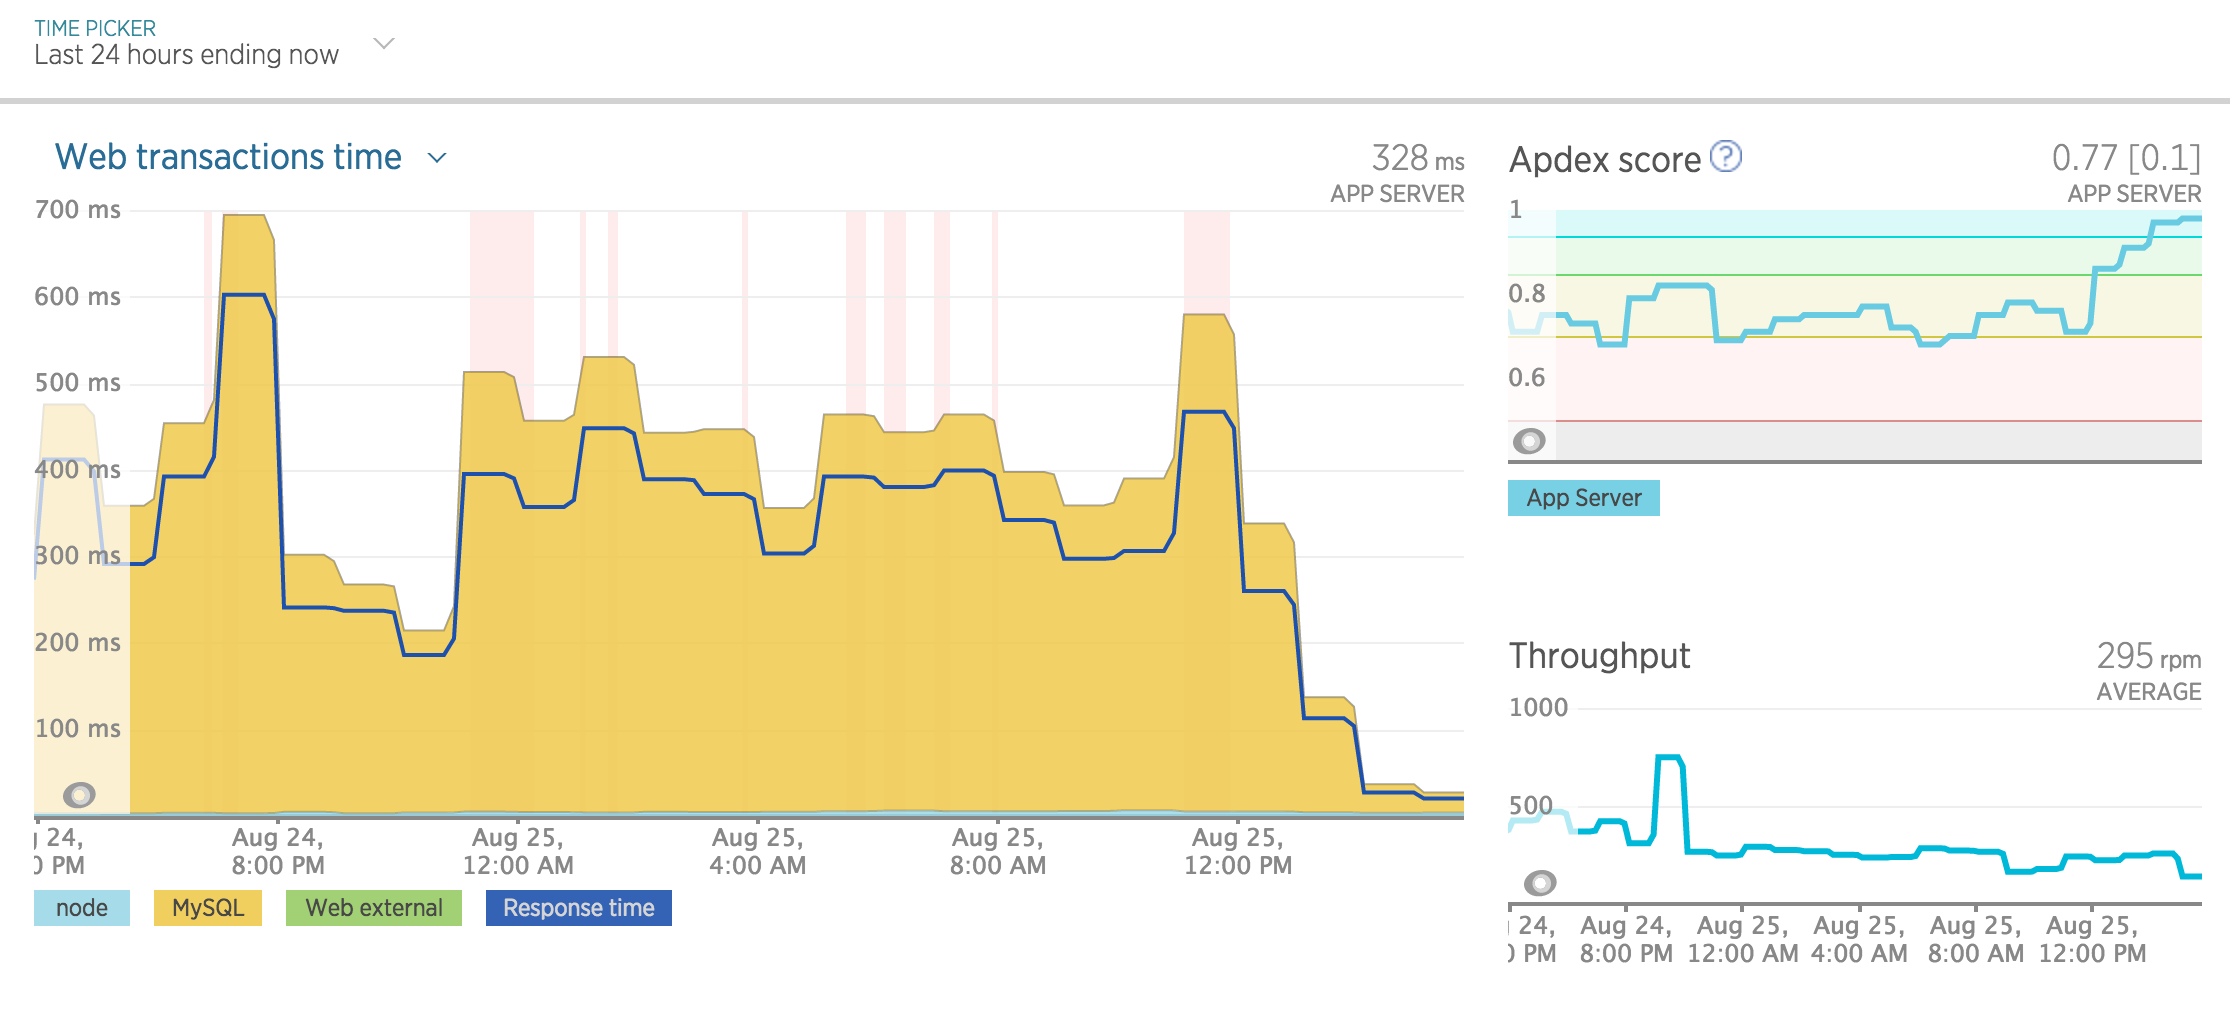 TIME PICKER
Last 24 hours ending now
Web transactions time
328 ms
APP SERVER
700 ms
600 ms
500 ms
400 ms
300 ms
200 ms
100 ms
24,
PM
Aug 24,
8:00 PM
Aug 25,
12:00 AM
Aug 25,
4:00 AM
Aug 25,
8:00 AM
Aug 25,
12:00 PM
node
MySQL
Web external
Response time
Apdex score ?
0.77 [0.1]
APP SERVER
1
0.8
0.6
App Server
Throughput
295 rpm
AVERAGE
1000
500
24,
PM
Aug 24,
8:00 PM
Aug 25,
12:00 AM
Aug 25,
4:00 AM
Aug 25,
8:00 AM
Aug 25,
12:00 PM